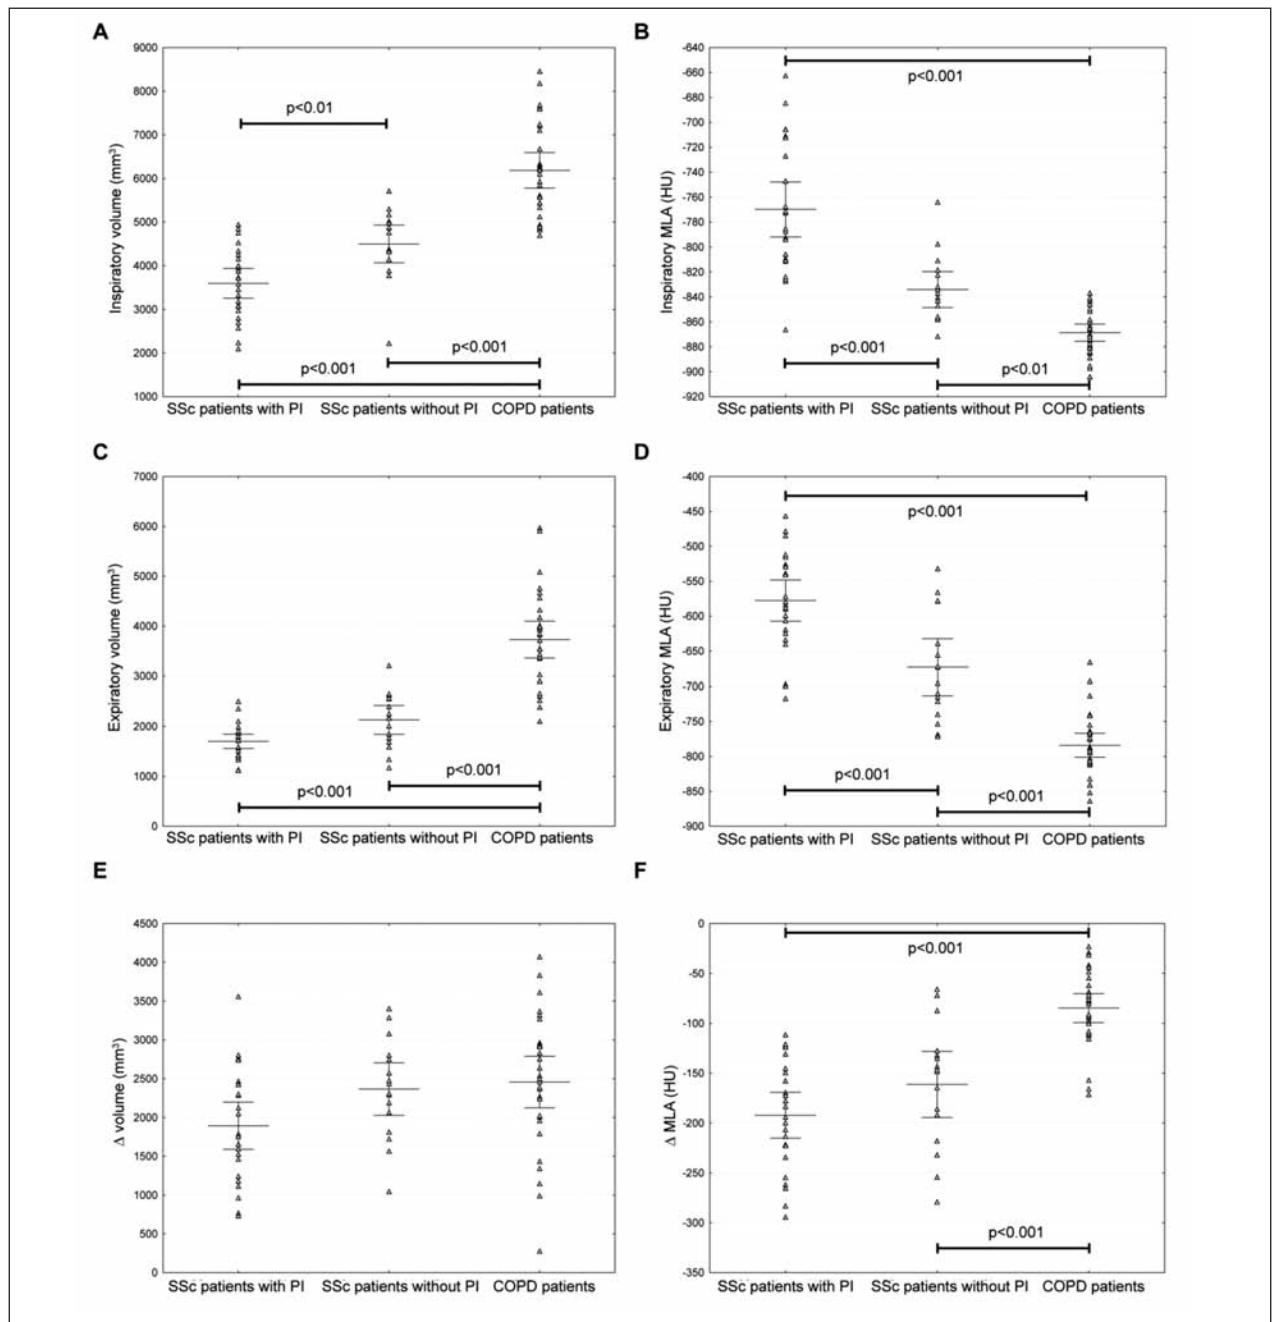 A
Inspiratory volume (mm³)
9000
8000
7000
6000
5000
4000
3000
2000
1000
p<0.01
p<0.001
p<0.001
SSc patients with PI
SSc patients without PI
COPD patients
B
Inspiratory MLA (HU)
-640
-660
-680
-700
-720
-740
-760
-780
-800
-820
-840
-860
-880
-900
-920
p<0.001
p<0.001
p<0.01
SSc patients with PI
SSc patients without PI
COPD patients
C
Expiratory volume (mm³)
7000
6000
5000
4000
3000
2000
1000
0
p<0.001
p<0.001
SSc patients with PI
SSc patients without PI
COPD patients
D
Expiratory MLA (HU)
-400
-450
-500
-550
-600
-650
-700
-750
-800
-850
-900
p<0.001
p<0.001
p<0.001
SSc patients with PI
SSc patients without PI
COPD patients
E
Δ volume (mm³)
4500
4000
3500
3000
2500
2000
1500
1000
500
0
SSc patients with PI
SSc patients without PI
COPD patients
F
Δ MLA (HU)
0
-50
-100
-150
-200
-250
-300
-350
p<0.001
p<0.001
SSc patients with PI
SSc patients without PI
COPD patients